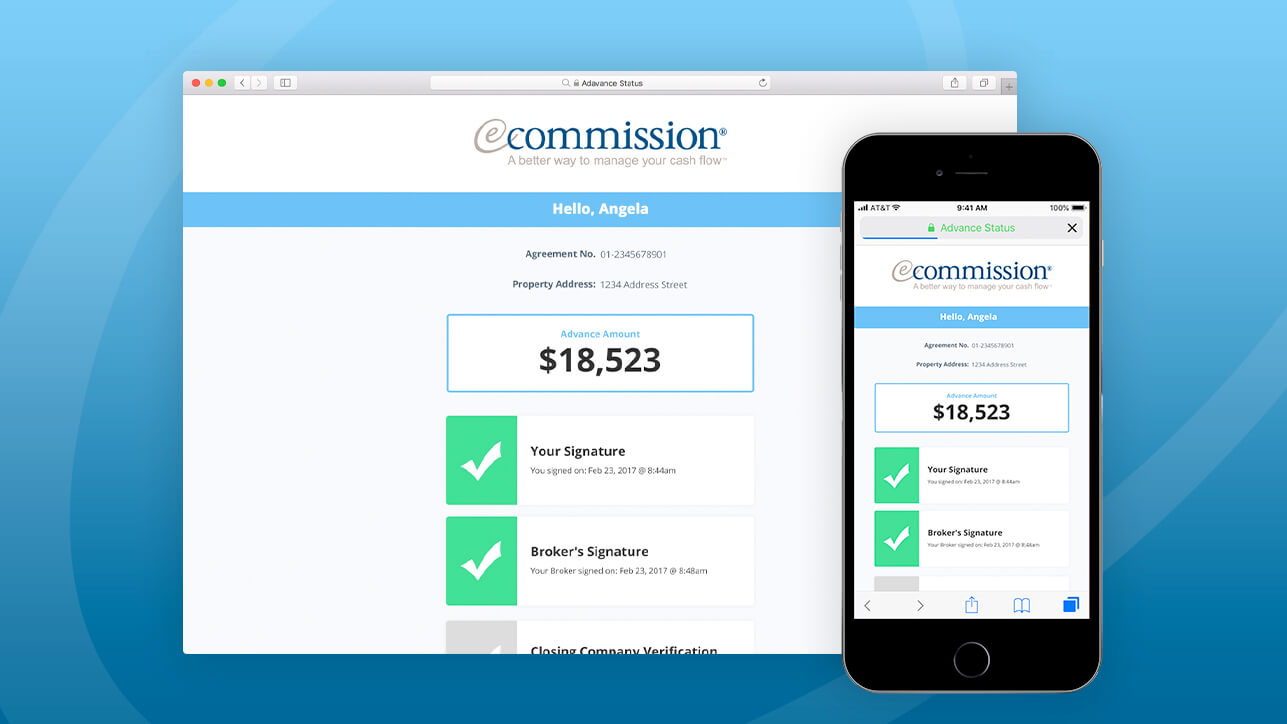 Adavance Status
ecommission®
A better way to manage your cash flow™
Hello, Angela
Agreement No. 01-2345678901
Property Address: 1234 Address Street
Advance Amount
$18,523
Your Signature
You signed on: Feb 23, 2017 @ 8:44am
Broker's Signature
Your Broker signed on: Feb 23, 2017 @ 8:48am
Closing Company Verification
AT&T 9:41 AM 100%
Advance Status
ecommission®
A better way to manage your cash flow™
Hello, Angela
Agreement No. 01-2345678901
Property Address: 1234 Address Street
Advance Amount
$18,523
Your Signature
You signed on: Feb 23, 2017 @ 8:44am
Broker's Signature
Your Broker signed on: Feb 23, 2017 @ 8:48am